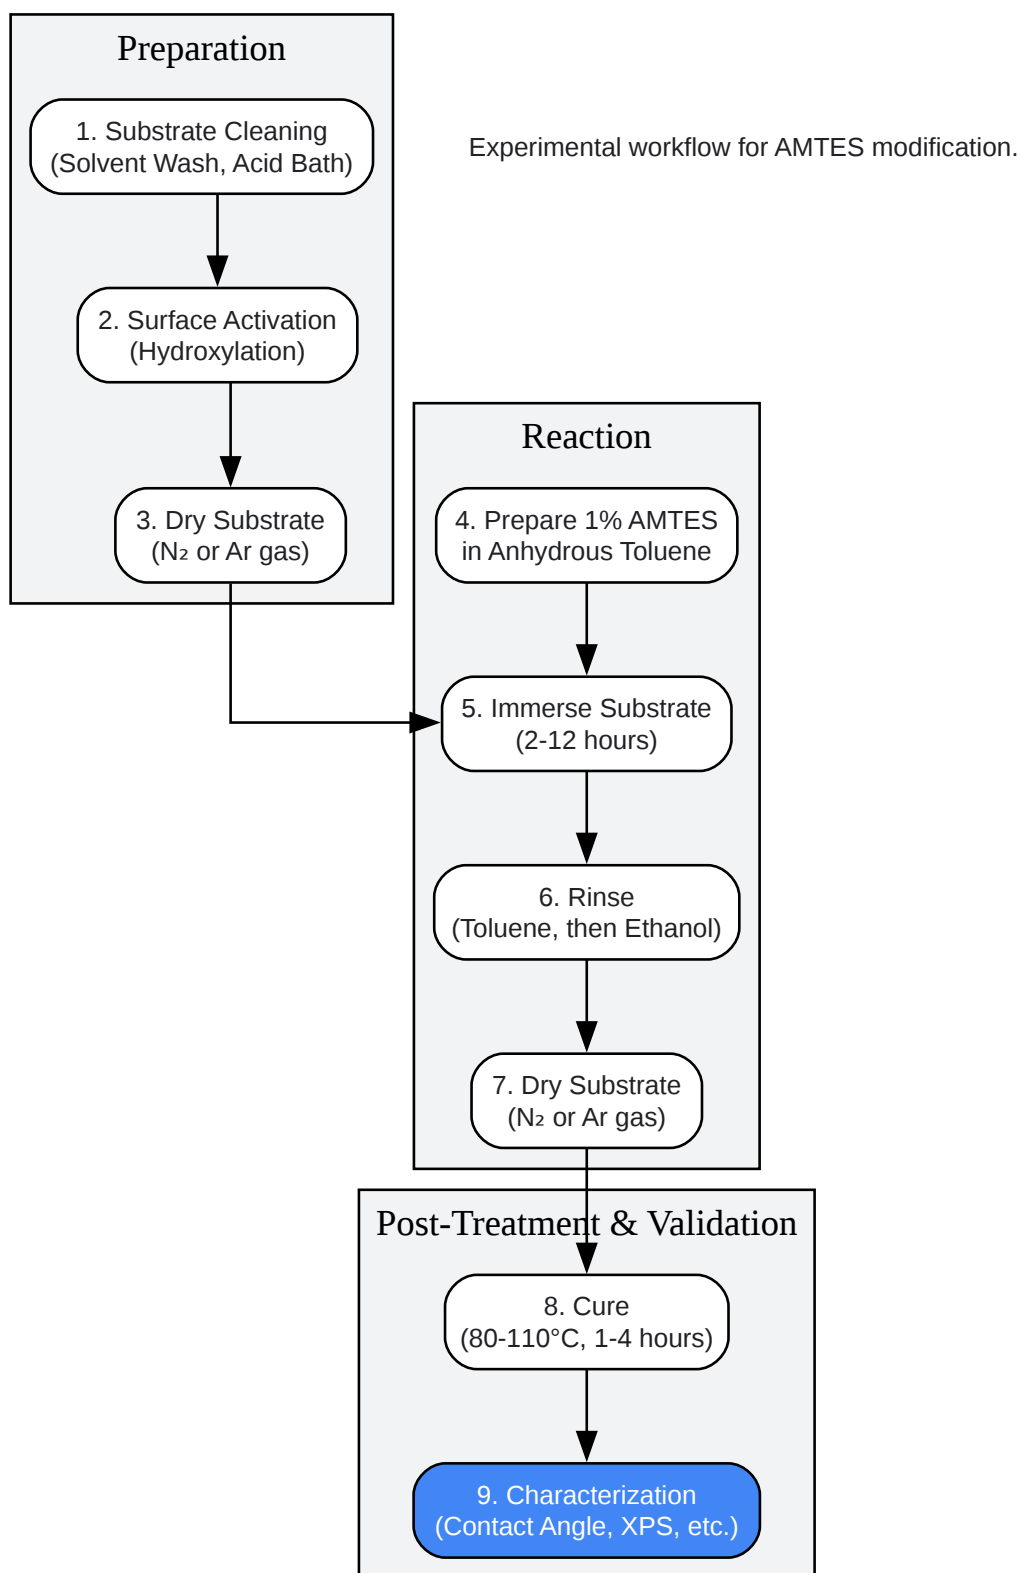 Preparation
1. Substrate Cleaning
(Solvent Wash, Acid Bath)
Experimental workflow for AMTES modification.
2. Surface Activation
(Hydroxylation)
3. Dry Substrate
(N₂ or Ar gas)
Reaction
4. Prepare 1% AMTES
in Anhydrous Toluene
5. Immerse Substrate
(2-12 hours)
6. Rinse
(Toluene, then Ethanol)
7. Dry Substrate
(N₂ or Ar gas)
Post-Treatment & Validation
8. Cure
(80-110°C, 1-4 hours)
9. Characterization
(Contact Angle, XPS, etc.)